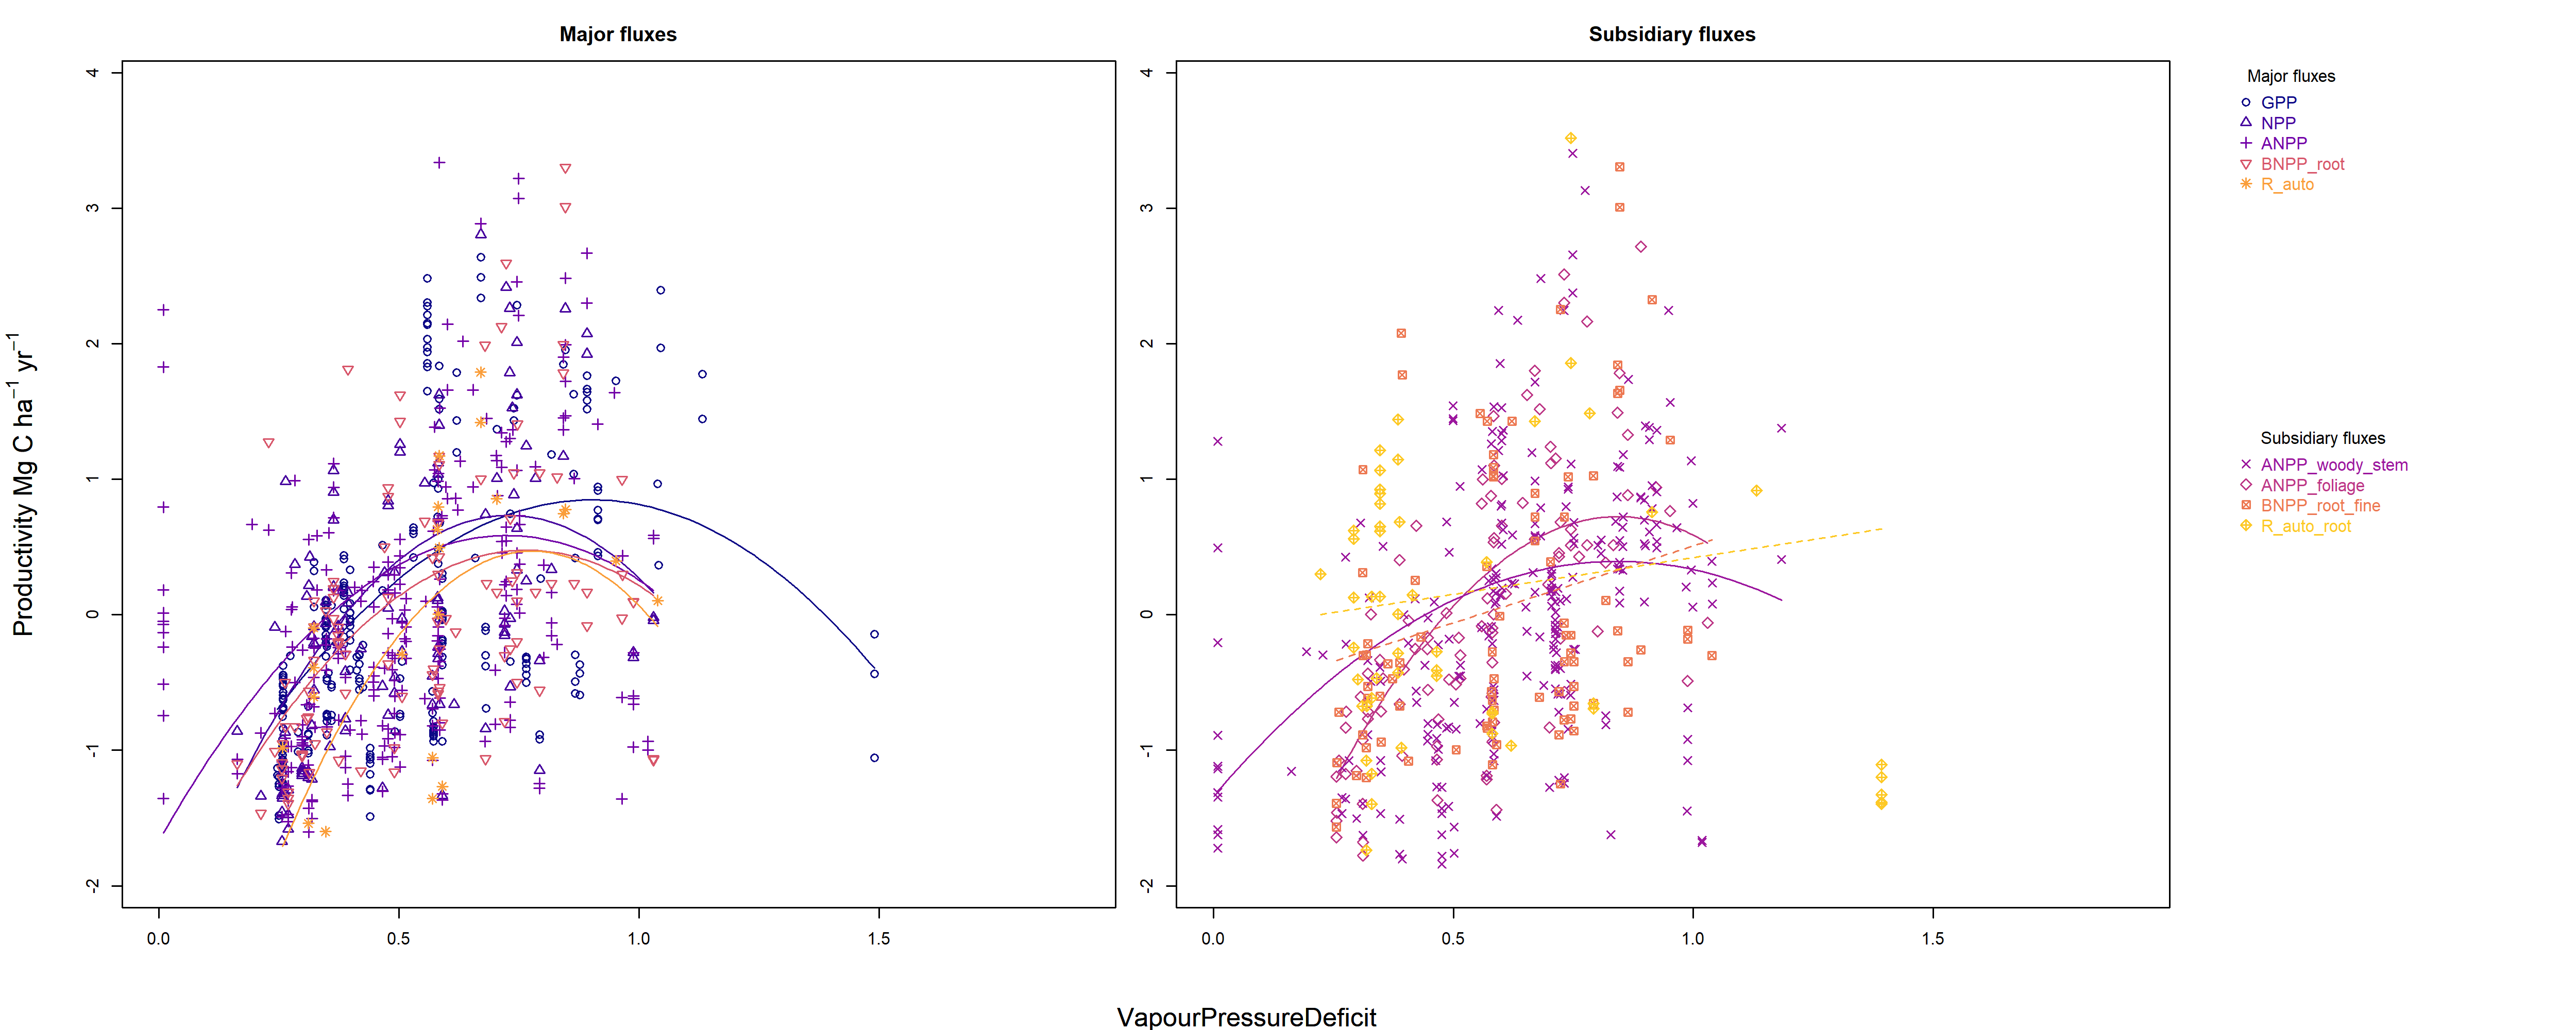 Major fluxes
Subsidiary fluxes
Productivity Mg C ha⁻¹ yr⁻¹
4
3
2
1
0
-1
-2
0.0 0.5 1.0 1.5
4
3
2
1
0
-1
-2
0.0 0.5 1.0 1.5
VapourPressureDeficit
Major fluxes
GPP
NPP
ANPP
BNPP_root
R_auto
Subsidiary fluxes
ANPP_woody_stem
ANPP_foliage
BNPP_root_fine
R_auto_root